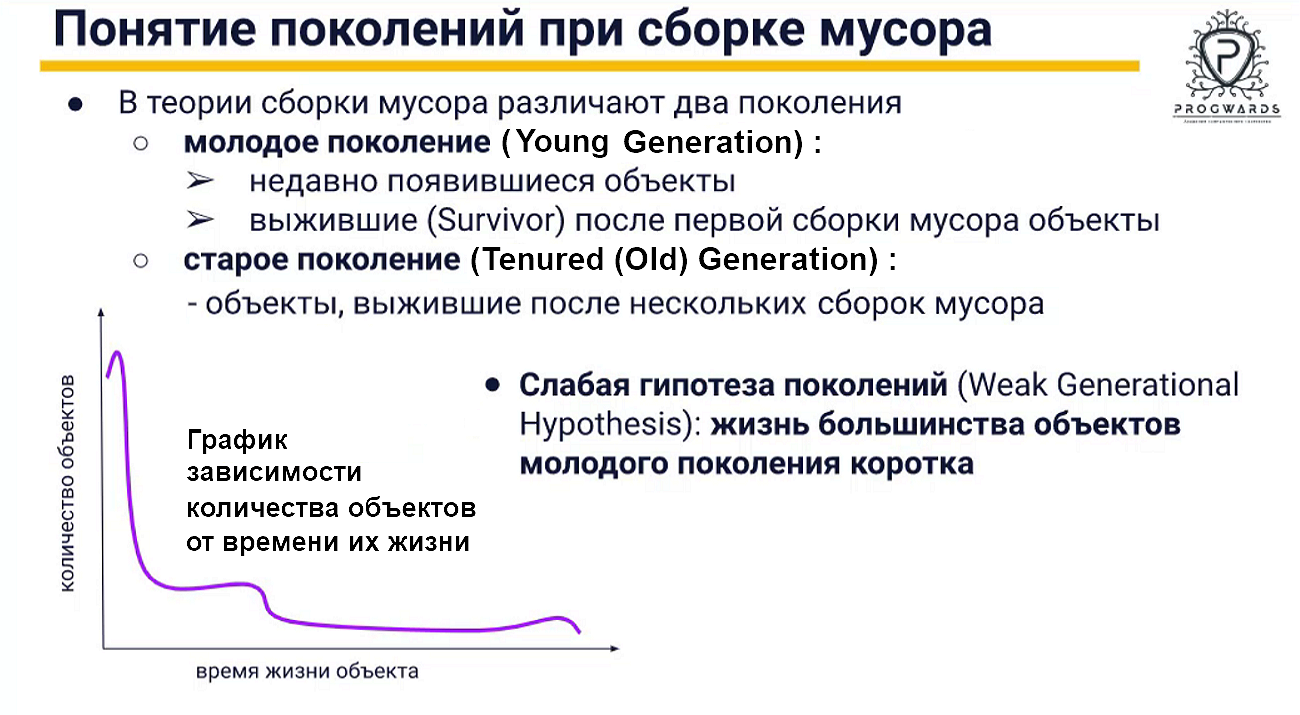 Понятие поколений при сборке мусора
PROGWARDS
● В теории сборки мусора различают два поколения
○ молодое поколение (Young Generation) :
➢ недавно появившиеся объекты
➢ выжившие (Survivor) после первой сборки мусора объекты
○ старое поколение (Tenured (Old) Generation) :
- объекты, выжившие после нескольких сборок мусора
● Слабая гипотеза поколений (Weak Generational
Hypothesis): жизнь большинства объектов
молодого поколения коротка
количество объектов
График
зависимости
количества объектов
от времени их жизни
время жизни объекта